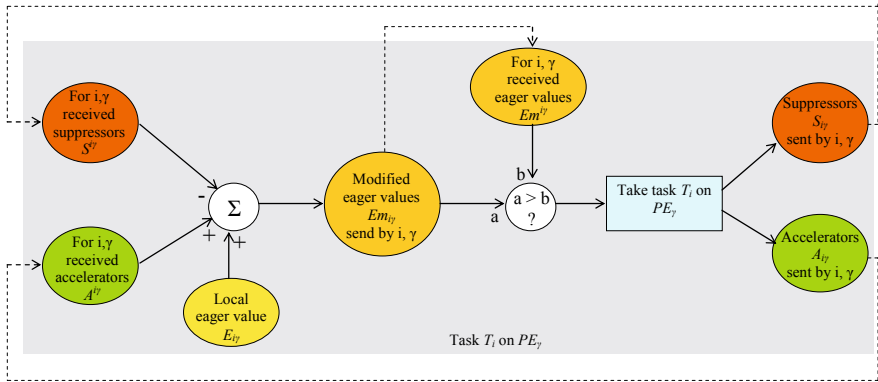 For i,γ
received
suppressors
S^{iγ}
-
Σ
+
+
For i,γ
received
accelerators
A^{iγ}
Local
eager value
E_{iγ}
Modified
eager values
Em_{iγ}
send by i, γ
For i, γ
received
eager values
Em^{iγ}
b
a
a > b
?
Take task T_i on
PE_γ
Suppressors
S_{iγ}
sent by i, γ
Accelerators
A_{iγ}
sent by i, γ
Task T_i on PE_γ